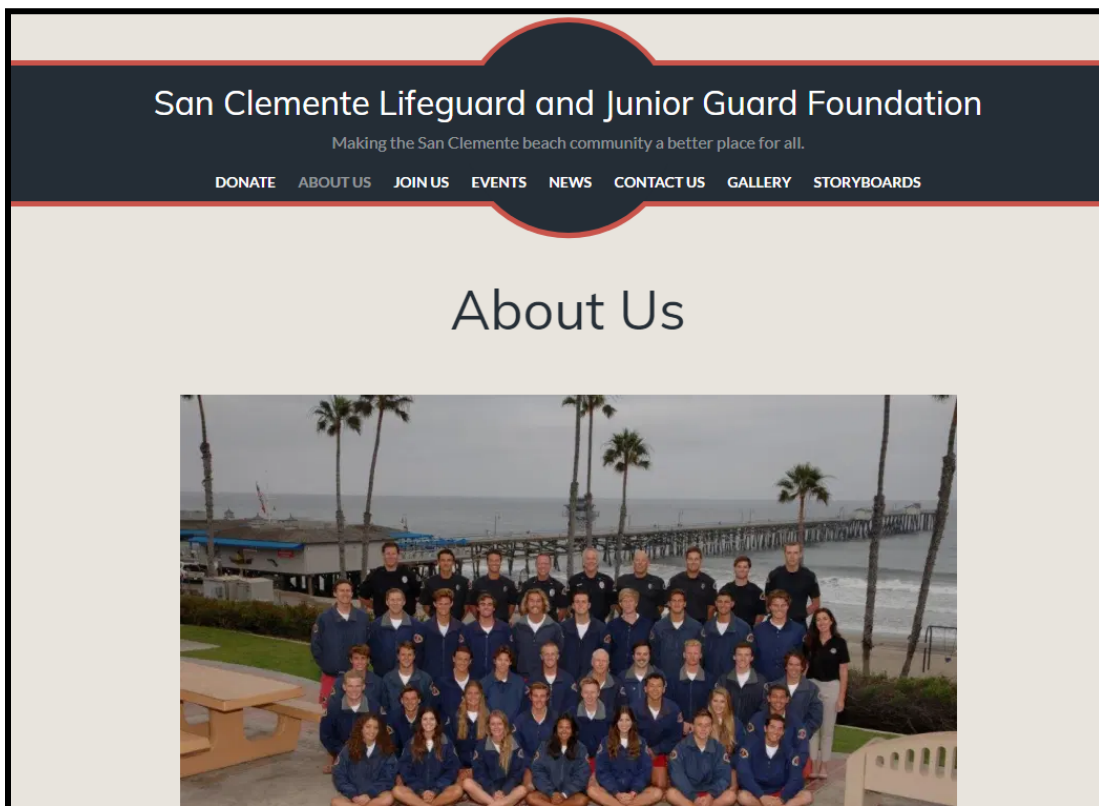 San Clemente Lifeguard and Junior Guard Foundation
Making the San Clemente beach community a better place for all.
DONATE ABOUT US JOIN US EVENTS NEWS CONTACT US GALLERY STORYBOARDS
About Us